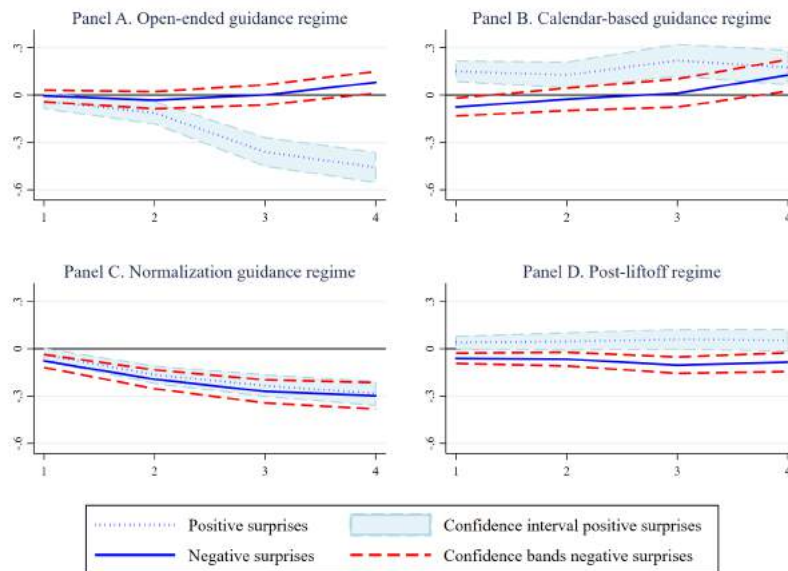 Panel A. Open-ended guidance regime
.3
0
-.3
-.6
1 2 3 4
Panel B. Calendar-based guidance regime
.3
0
-.3
-.6
1 2 3 4
Panel C. Normalization guidance regime
.3
0
-.3
-.6
1 2 3 4
Panel D. Post-liftoff regime
.3
0
-.3
-.6
1 2 3 4
Positive surprises
Confidence interval positive surprises
Negative surprises
Confidence bands negative surprises